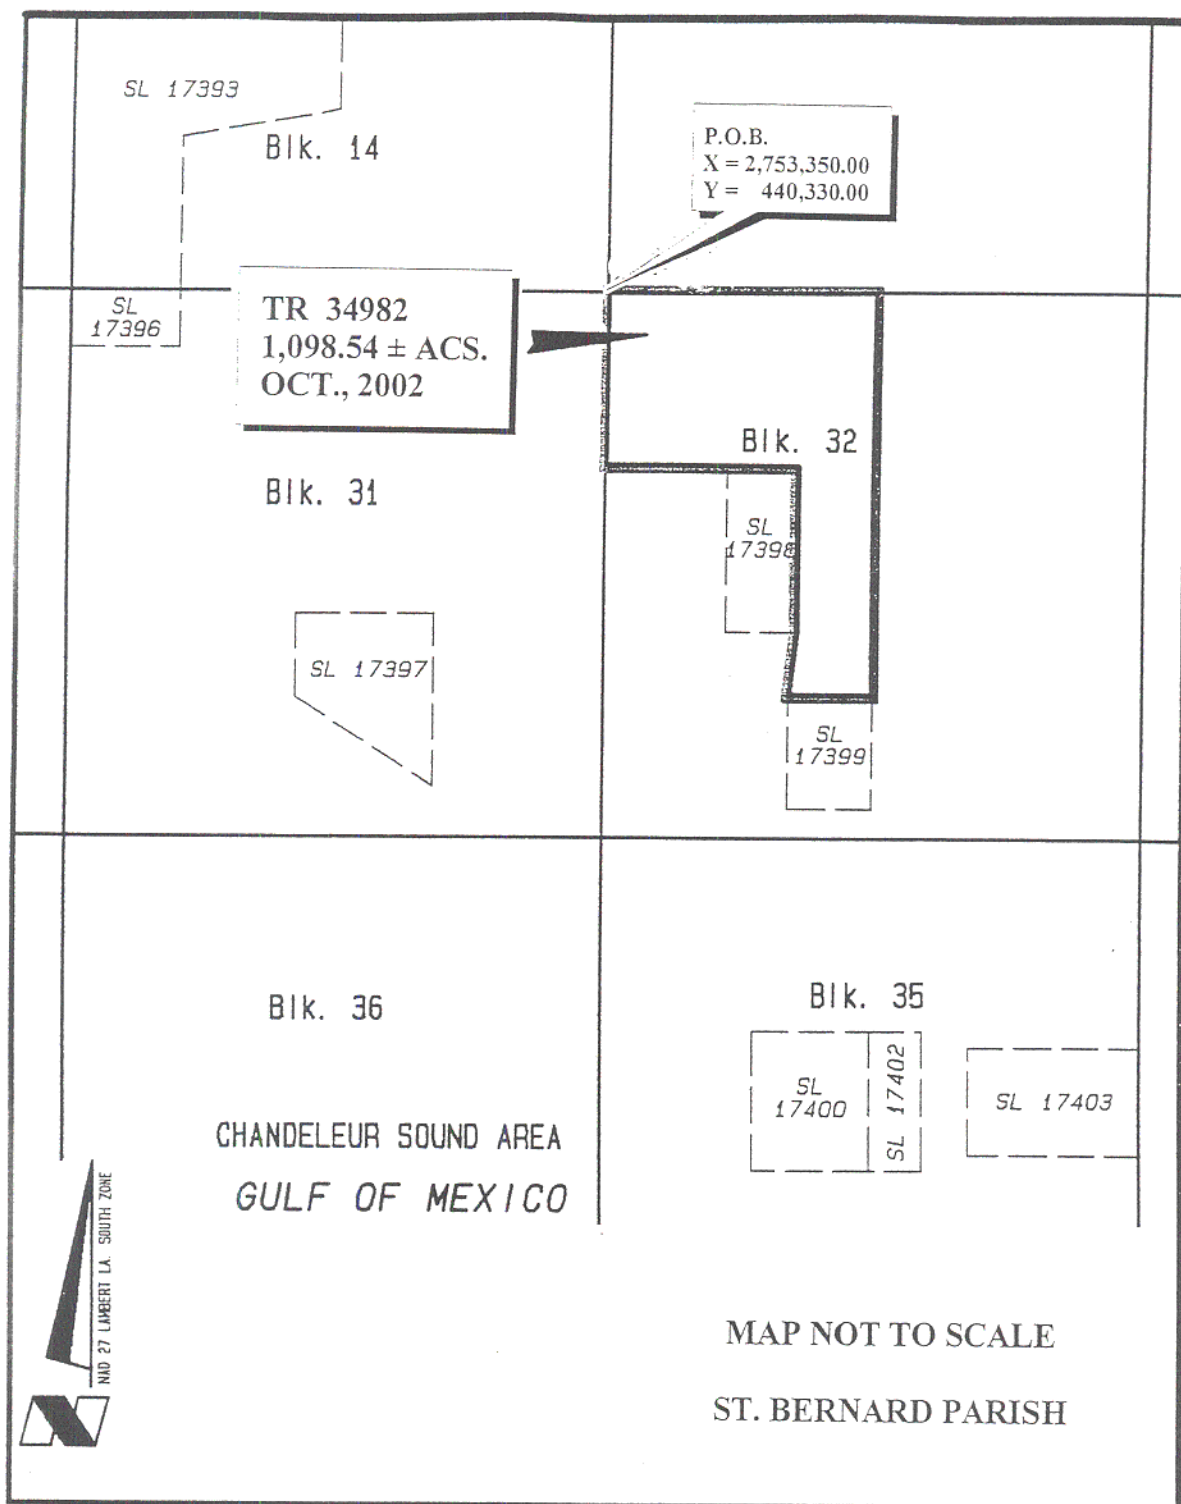 SL 17393
Blk. 14
P.O.B.
X = 2,753,350.00
Y = 440,330.00
SL
17396
TR 34982
1,098.54 ± ACS.
OCT., 2002
Blk. 32
Blk. 31
SL
17398
SL 17397
SL
17399
Blk. 36
Blk. 35
SL
17400
SL 17402
SL 17403
CHANDELEUR SOUND AREA
GULF OF MEXICO
NAD 27 LAMBERT LA. SOUTH ZONE
N
MAP NOT TO SCALE
ST. BERNARD PARISH